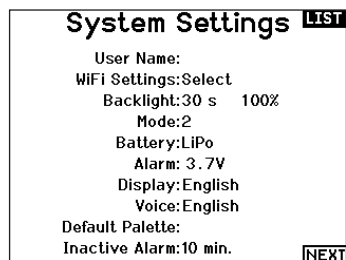 System Settings LIST
User Name:
WiFi Settings:Select
Backlight:30 s 100%
Mode:2
Battery:LiPo
Alarm: 3.7V
Display:English
Voice:English
Default Palette:
Inactive Alarm:10 min.
NEXT